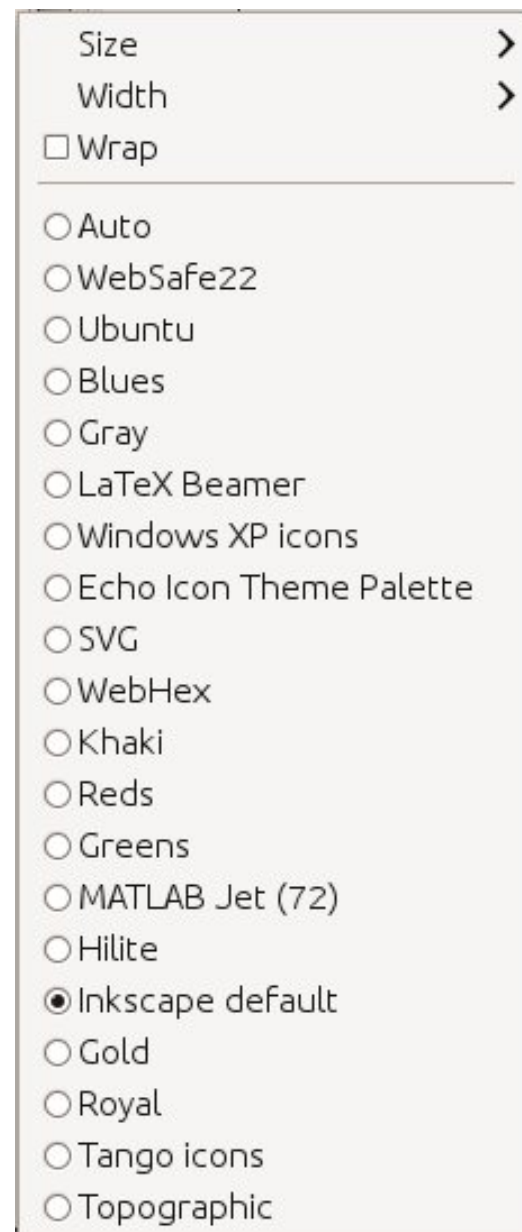 Size
Width
Wrap
Auto
WebSafe22
Ubuntu
Blues
Gray
LaTeX Beamer
Windows XP icons
Echo Icon Theme Palette
SVG
WebHex
Khaki
Reds
Greens
MATLAB Jet (72)
Hilite
Inkscape default
Gold
Royal
Tango icons
Topographic